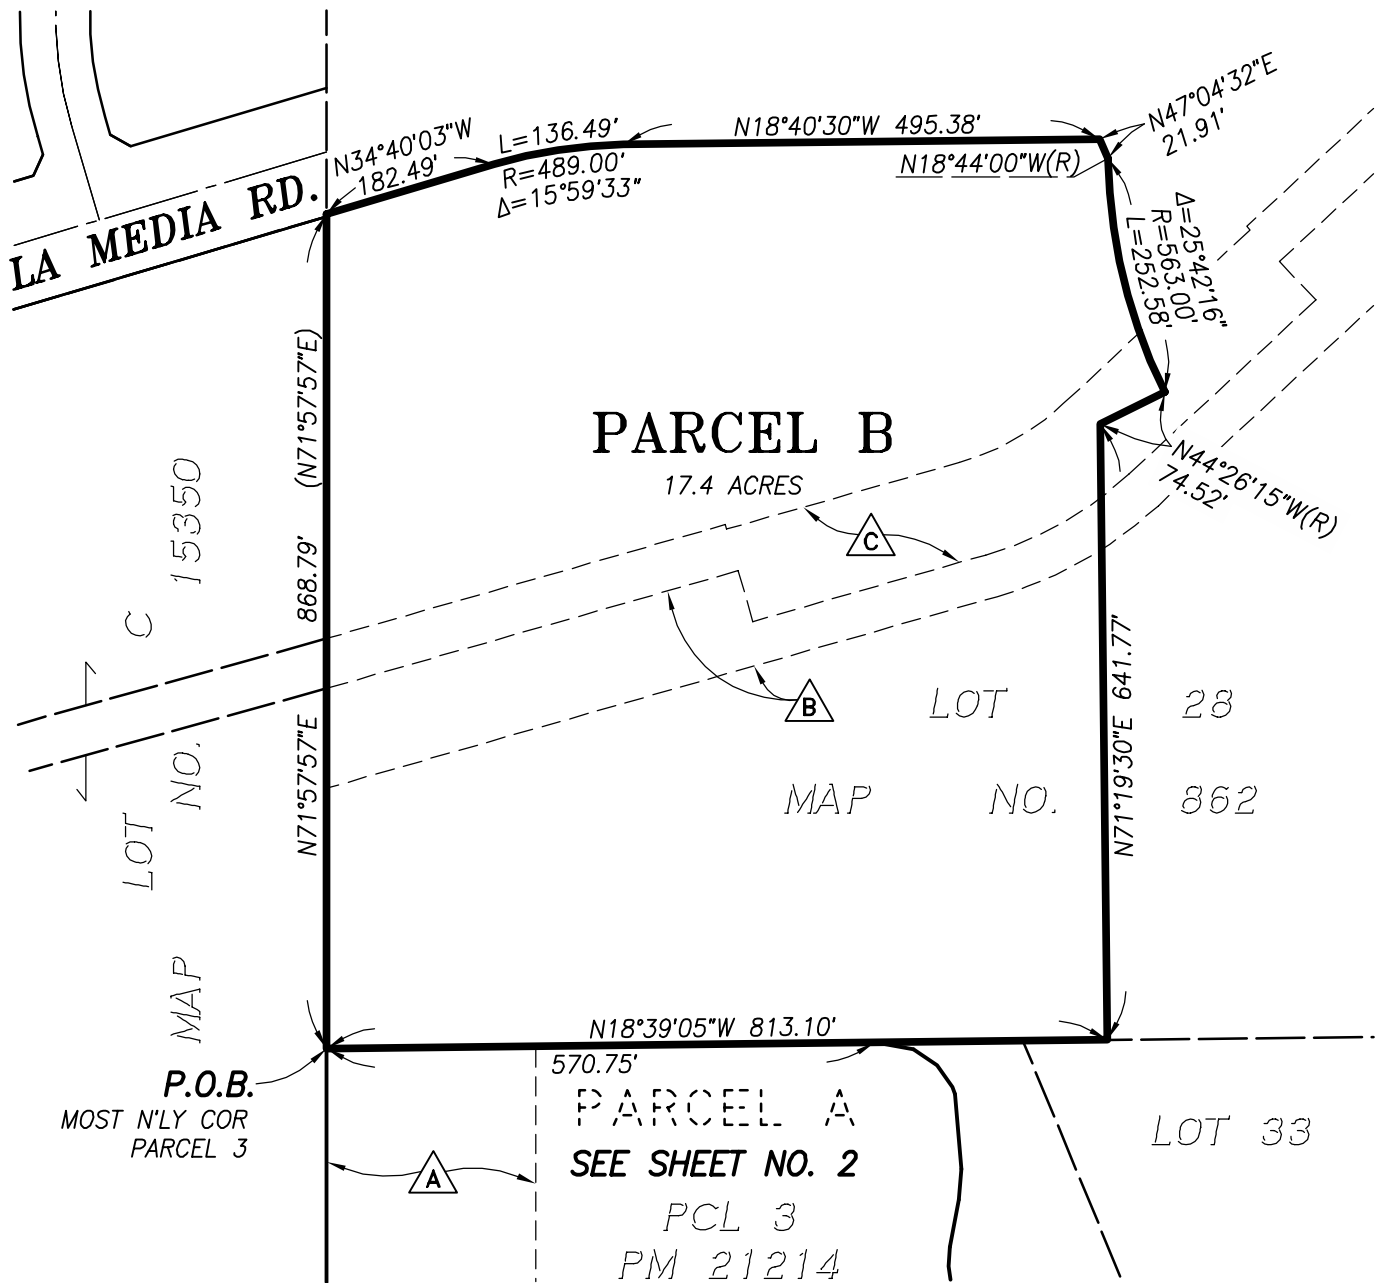 N47°04'32"E
21.91'
N18°40'30"W 495.38'
L=136.49'
R=489.00'
Δ=15°59'33"
N34°40'03"W
182.49'
N18°44'00"W(R)
LA MEDIA RD.
Δ=25°42'16"
R=563.00'
L=252.58'
(N71°57'57"E)
PARCEL B
17.4 ACRES
N44°26'15"W(R)
74.52'
C
868.79'
LOT C
MAP NO. 15350
B
N71°19'30"E 641.77'
LOT 28
MAP NO. 862
N71°57'57"E
N18°39'05"W 813.10'
570.75'
P.O.B.
MOST N'LY COR
PARCEL 3
PARCEL A
SEE SHEET NO. 2
LOT 33
A
PCL 3
PM 21214